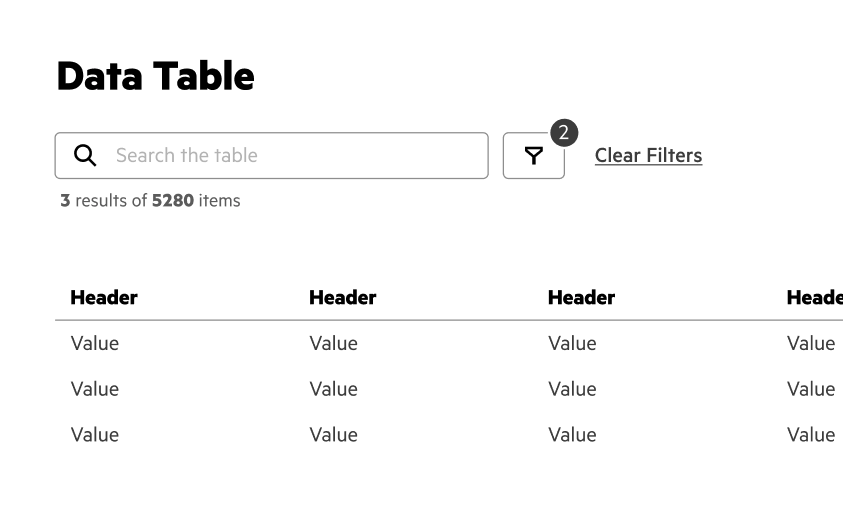 Data Table
2
Search the table Clear Filters
3 results of 5280 items
Header Header Header Heade
Value Value Value Value
Value Value Value Value
Value Value Value Value